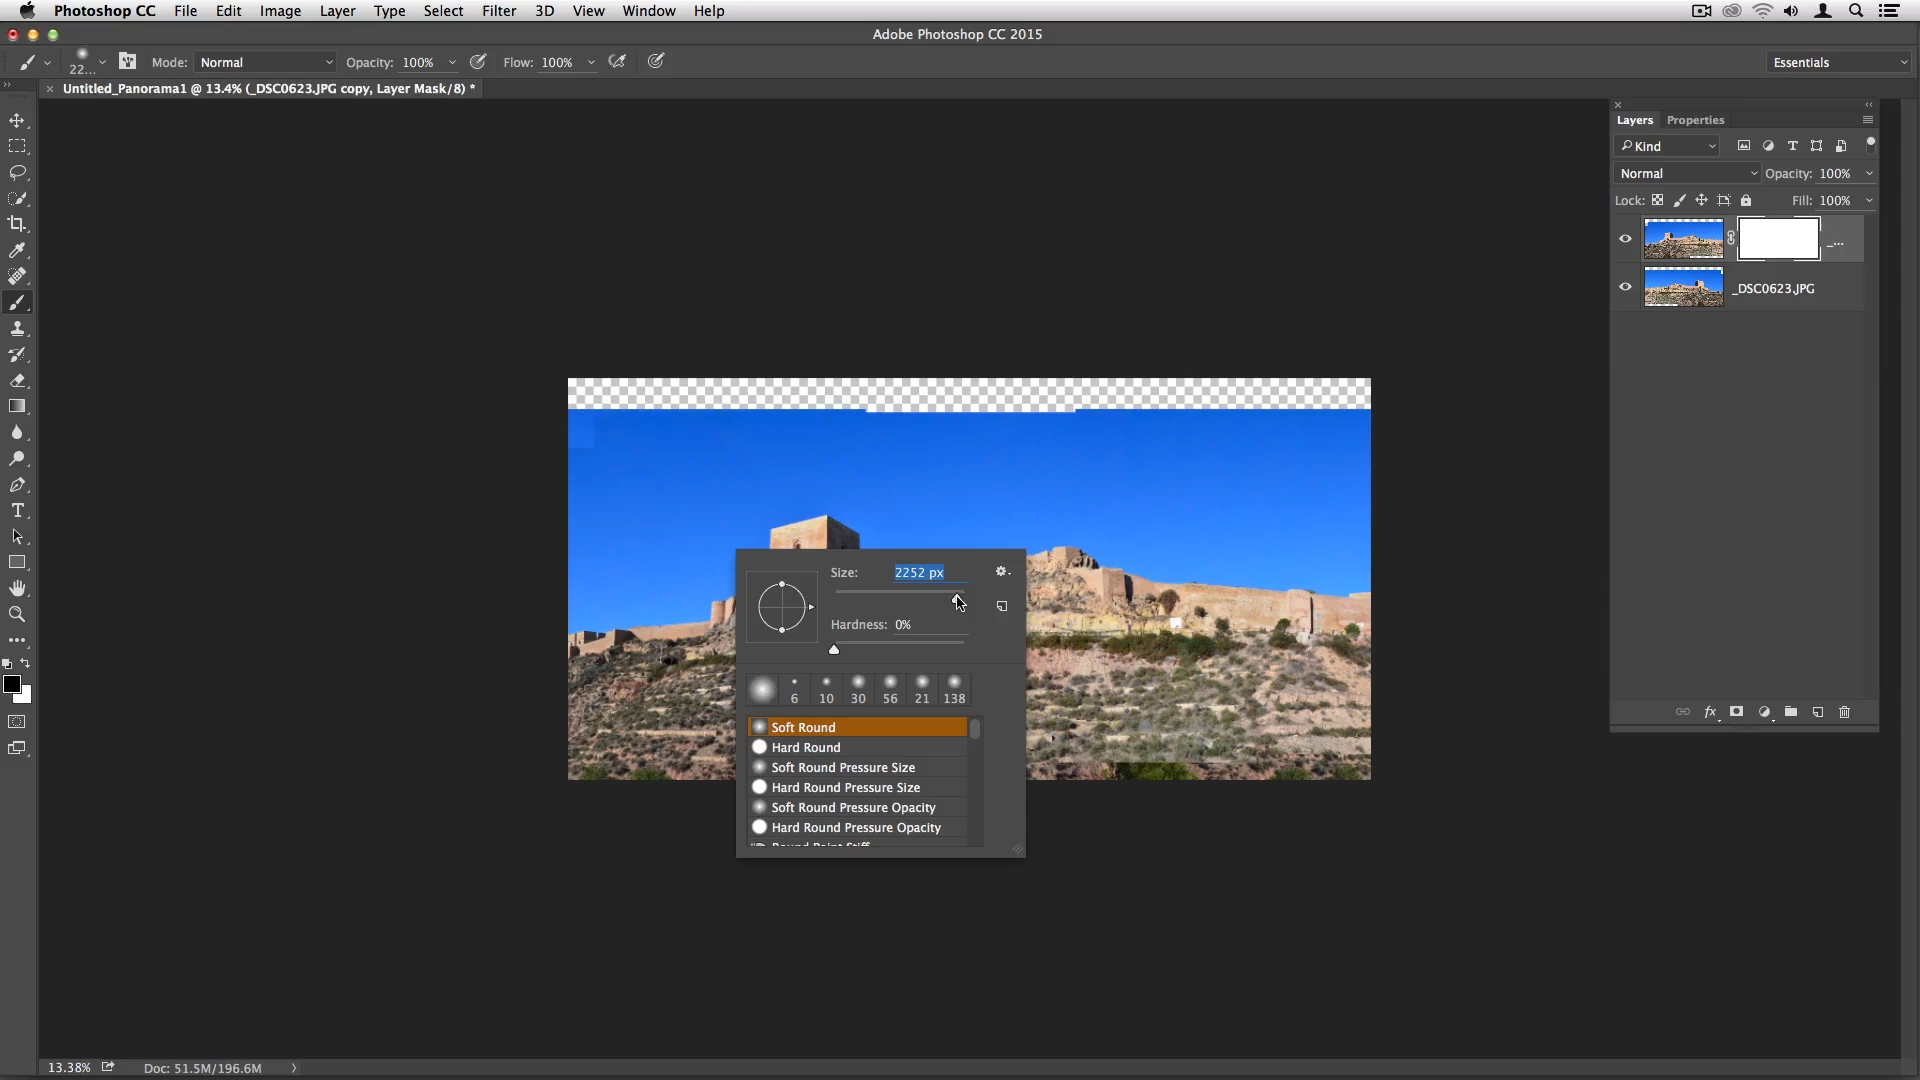 Photoshop CC File Edit Image Layer Type Select Filter 3D View Window Help
Adobe Photoshop CC 2015
22... Mode: Normal Opacity: 100% Flow: 100% Essentials
Untitled_Panorama1 @ 13.4% (_DSC0623.JPG copy, Layer Mask/8) *
Layers Properties
Kind
Normal Opacity: 100%
Lock: Fill: 100%
_...
_DSC0623.JPG
fx
Size: 2252 px
Hardness: 0%
6 10 30 56 21 138
Soft Round
Hard Round
Soft Round Pressure Size
Hard Round Pressure Size
Soft Round Pressure Opacity
Hard Round Pressure Opacity
13.38% Doc: 51.5M/196.6M